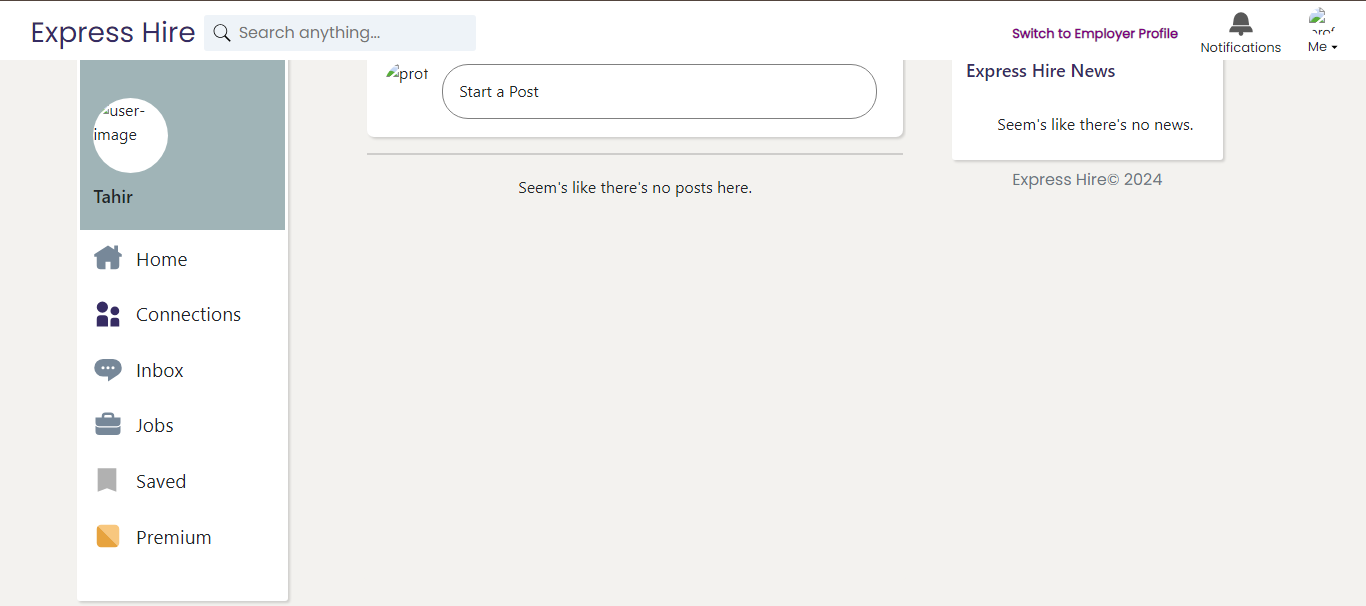 Express Hire
Search anything...
Switch to Employer Profile
Notifications
Me
user-
image
Tahir
Home
Connections
Inbox
Jobs
Saved
Premium
prof
Start a Post
Seem's like there's no posts here.
Express Hire News
Seem's like there's no news.
Express Hire© 2024